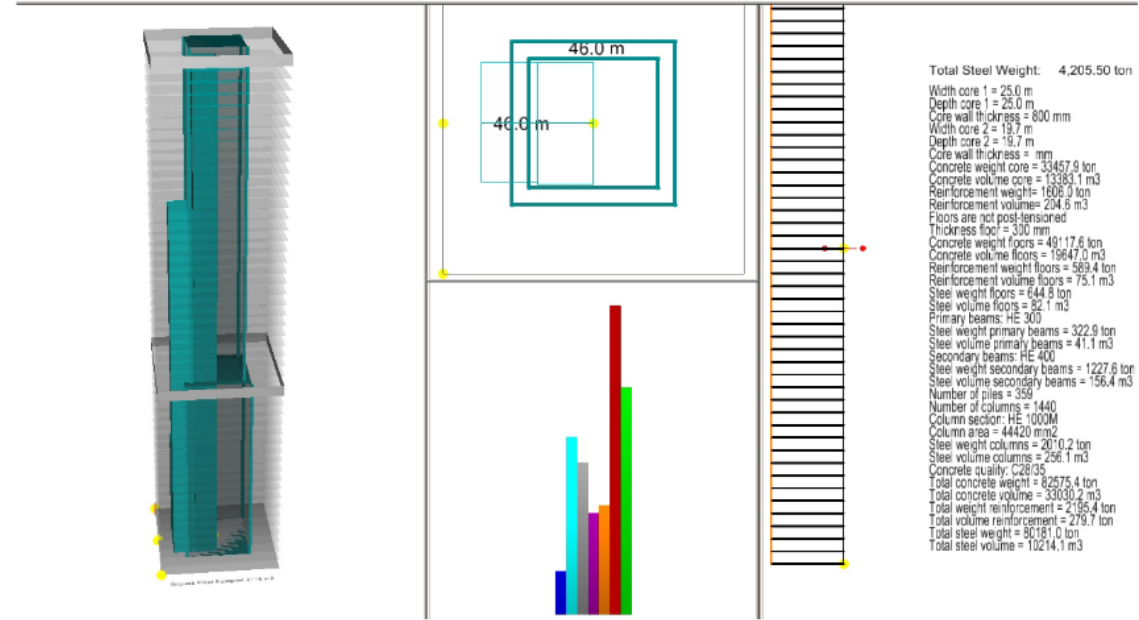 46.0 m
46.0 m
Total Steel Weight: 4,205.50 ton
Width core 1 = 25.0 m
Depth core 1 = 25.0 m
Core wall thickness = 800 mm
Width core 2 = 19.7 m
Depth core 2 = 19.7 m
Core wall thickness = mm
Concrete weight core = 33457.9 ton
Concrete volume core = 13383.1 m3
Reinforcement weight= 1606.0 ton
Reinforcement volume= 204.6 m3
Floors are not post-tensioned
Thickness floor = 300 mm
Concrete weight floors = 49117.6 ton
Concrete volume floors = 19647.0 m3
Reinforcement weight floors = 589.4 ton
Reinforcement volume floors = 75.1 m3
Steel weight floors = 644.8 ton
Steel volume floors = 82.1 m3
Primary beams: HE 300
Steel weight primary beams = 322.9 ton
Steel volume primary beams = 41.1 m3
Secondary beams: HE 400
Steel weight secondary beams = 1227.6 ton
Steel volume secondary beams = 156.4 m3
Number of piles = 359
Number of columns = 1440
Column section: HE 1000M
Column area = 44420 mm2
Steel weight columns = 2010.2 ton
Steel volume columns = 256.1 m3
Concrete quality: C28/35
Total concrete weight = 82575.4 ton
Total concrete volume = 33030.2 m3
Total weight reinforcement = 2195.4 ton
Total volume reinforcement = 279.7 ton
Total steel weight = 80181.0 ton
Total steel volume = 10214.1 m3